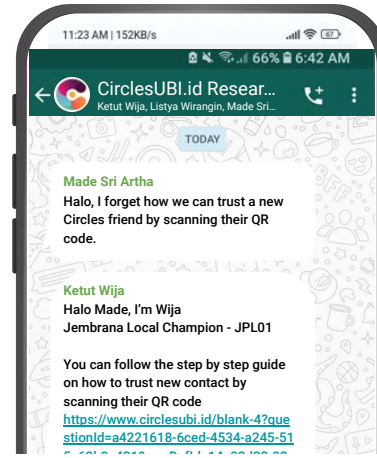 11:23 AM | 152KB/s
67
66% 6:42 AM
CirclesUBI.id Resear...
Ketut Wija, Listya Wirangin, Made Sri...
TODAY
Made Sri Artha
Halo, I forget how we can trust a new
Circles friend by scanning their QR
code.
Ketut Wija
Halo Made, I'm Wija
Jembrana Local Champion - JPL01
You can follow the step by step guide
on how to trust new contact by
scanning their QR code
https://www.circlesubi.id/blank-4?que
stionId=a4221618-6ced-4534-a245-51